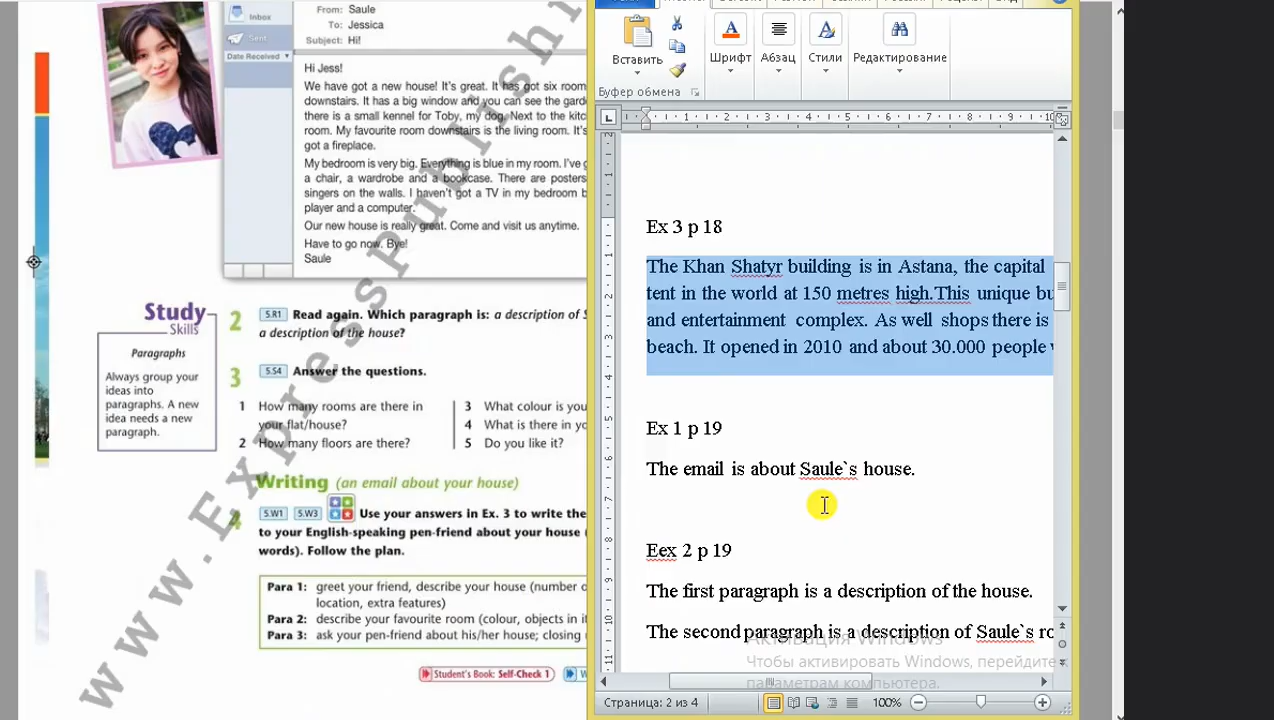 From: Saule
To: Jessica
Subject: Hi!
Inbox
Sent
Date Received
Hi Jess!
We have got a new house! It's great. It has got six room
downstairs. It has a big window and you can see the gard
there is a small kennel for Toby, my dog. Next to the kitc
room. My favourite room downstairs is the living room. It's
got a fireplace.
My bedroom is very big. Everything is blue in my room. I've g
a chair, a wardrobe and a bookcase. There are posters
singers on the walls. I haven't got a TV in my bedroom b
player and a computer.
Our new house is really great. Come and visit us anytime.
Have to go now. Bye!
Saule
www.ExpressPublish
Study
Skills
Paragraphs
Always group your
ideas into
paragraphs. A new
idea needs a new
paragraph.
2 5.R1 Read again. Which paragraph is: a description of S
a description of the house?
3 5.S4 Answer the questions.
1 How many rooms are there in
your flat/house?
2 How many floors are there?
3 What colour is you
4 What is there in yo
5 Do you like it?
Writing (an email about your house)
4 5.W1 5.W3 Use your answers in Ex. 3 to write the
to your English-speaking pen-friend about your house (
words). Follow the plan.
Para 1: greet your friend, describe your house (number o
location, extra features)
Para 2: describe your favourite room (colour, objects in it
Para 3: ask your pen-friend about his/her house; closing
Student's Book: Self-Check 1
W
Вставить
Шрифт
Абзац
Стили
Редактирование
Буфер обмена
Ex 3 p 18
The Khan Shatyr building is in Astana, the capital
tent in the world at 150 metres high.This unique bu
and entertainment complex. As well shops there is
beach. It opened in 2010 and about 30.000 people
Ex 1 p 19
The email is about Saule`s house.
Eex 2 p 19
The first paragraph is a description of the house.
The second paragraph is a description of Saule`s ro
Активация Windows
Чтобы активировать Windows, перейдите
параметрам компьютера.
Страница: 2 из 4
100%